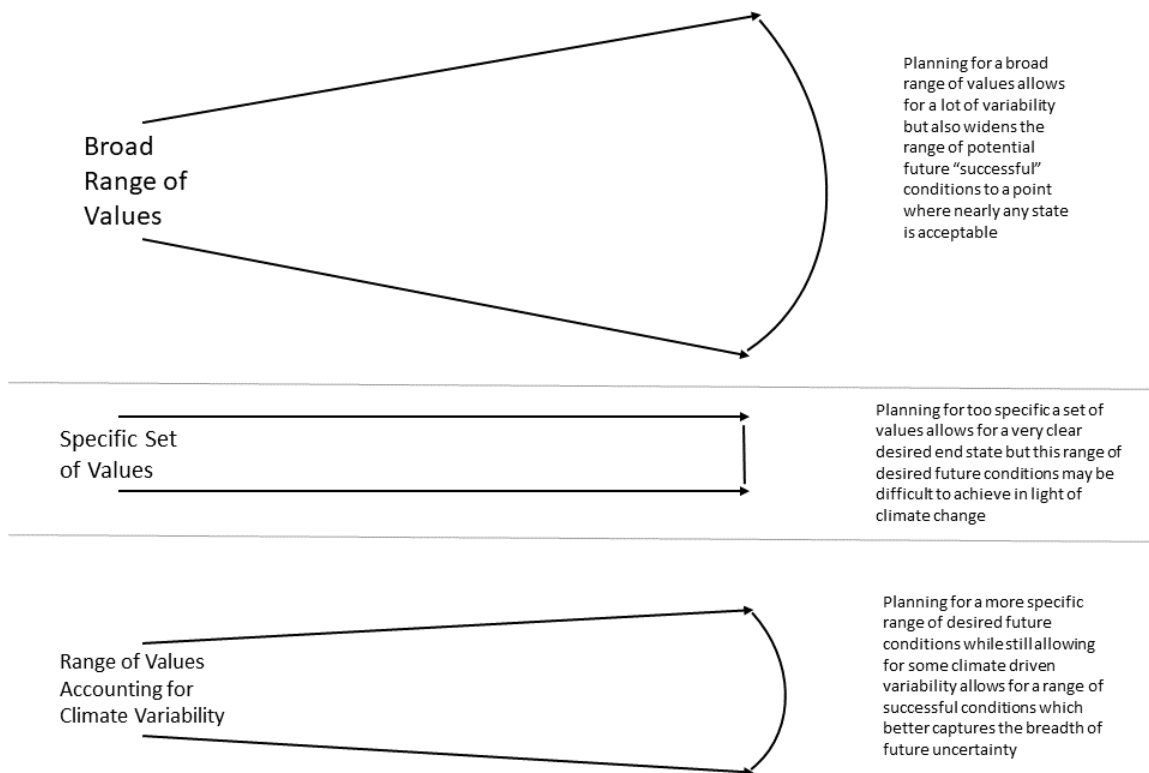 Broad
Range of
Values
Planning for a broad
range of values allows
for a lot of variability
but also widens the
range of potential
future “successful”
conditions to a point
where nearly any state
is acceptable
Specific Set
of Values
Planning for too specific a set of
values allows for a very clear
desired end state but this range of
desired future conditions may be
difficult to achieve in light of
climate change
Range of Values
Accounting for
Climate Variability
Planning for a more specific
range of desired future
conditions while still allowing
for some climate driven
variability allows for a range of
successful conditions which
better captures the breadth of
future uncertainty